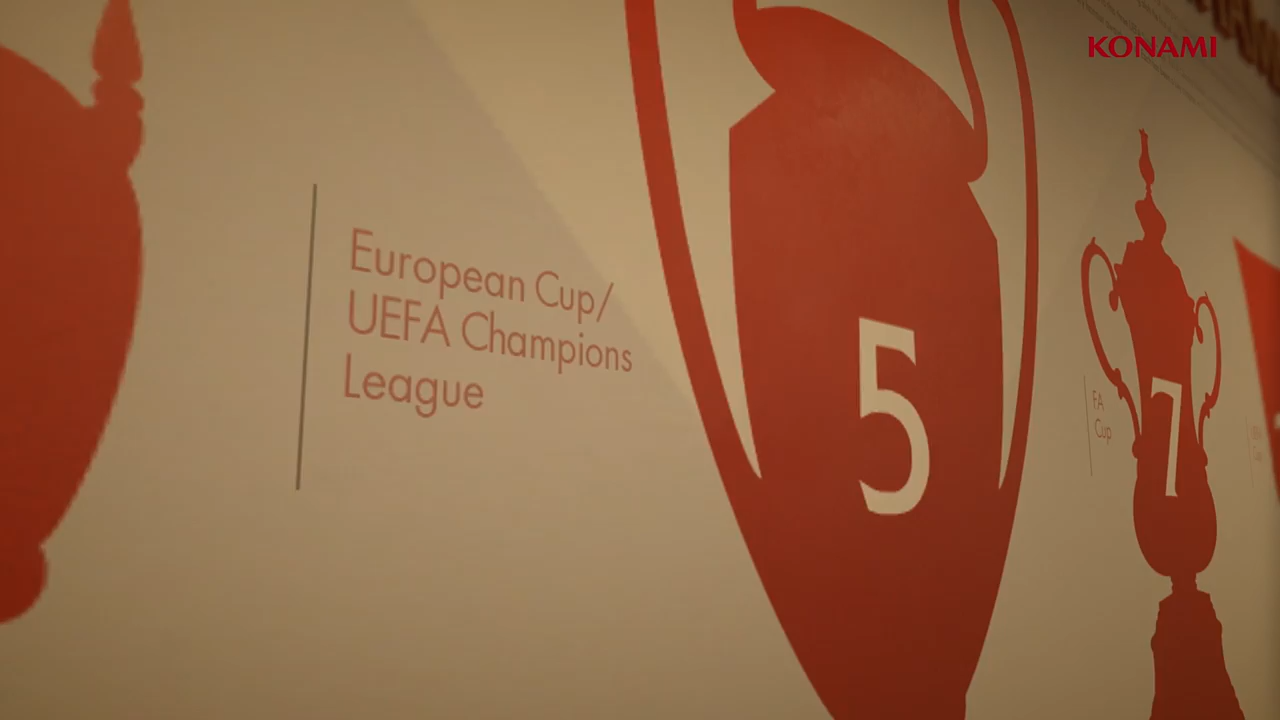 KONAMI
European Cup/
UEFA Champions
League
5
FA
Cup
7